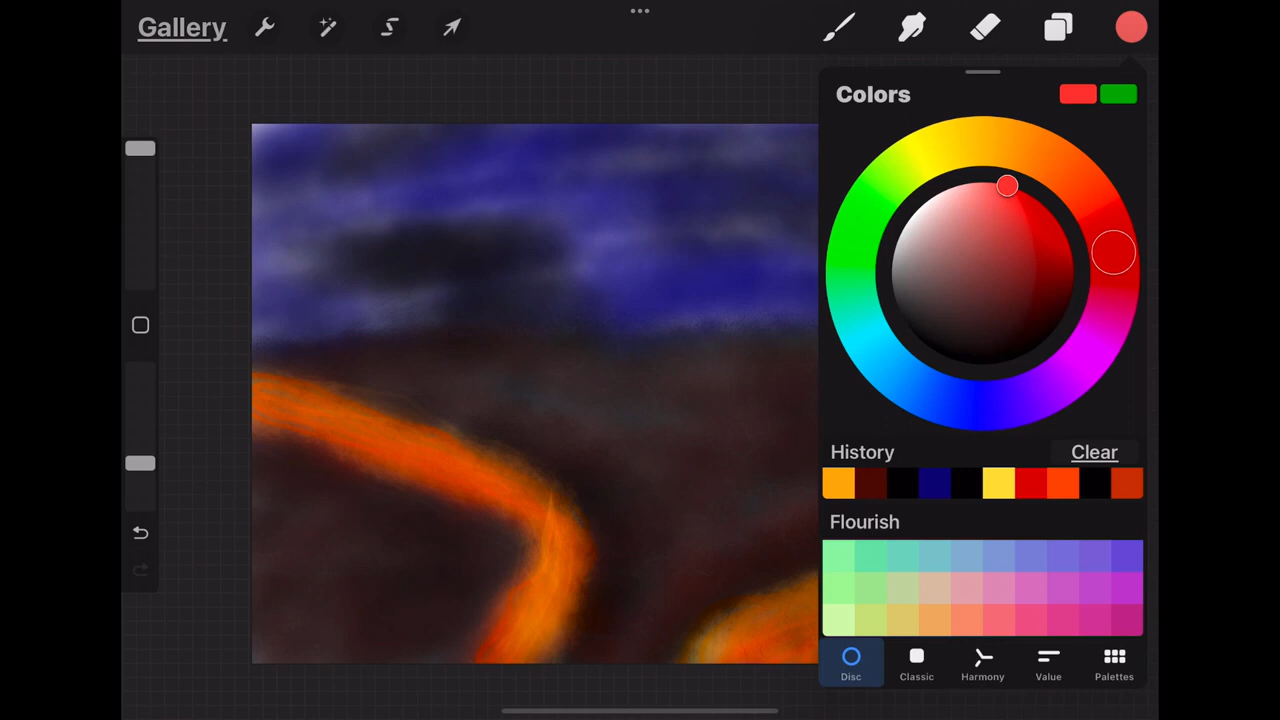 Gallery
Colors
History
Clear
Flourish
Disc
Classic
Harmony
Value
Palettes